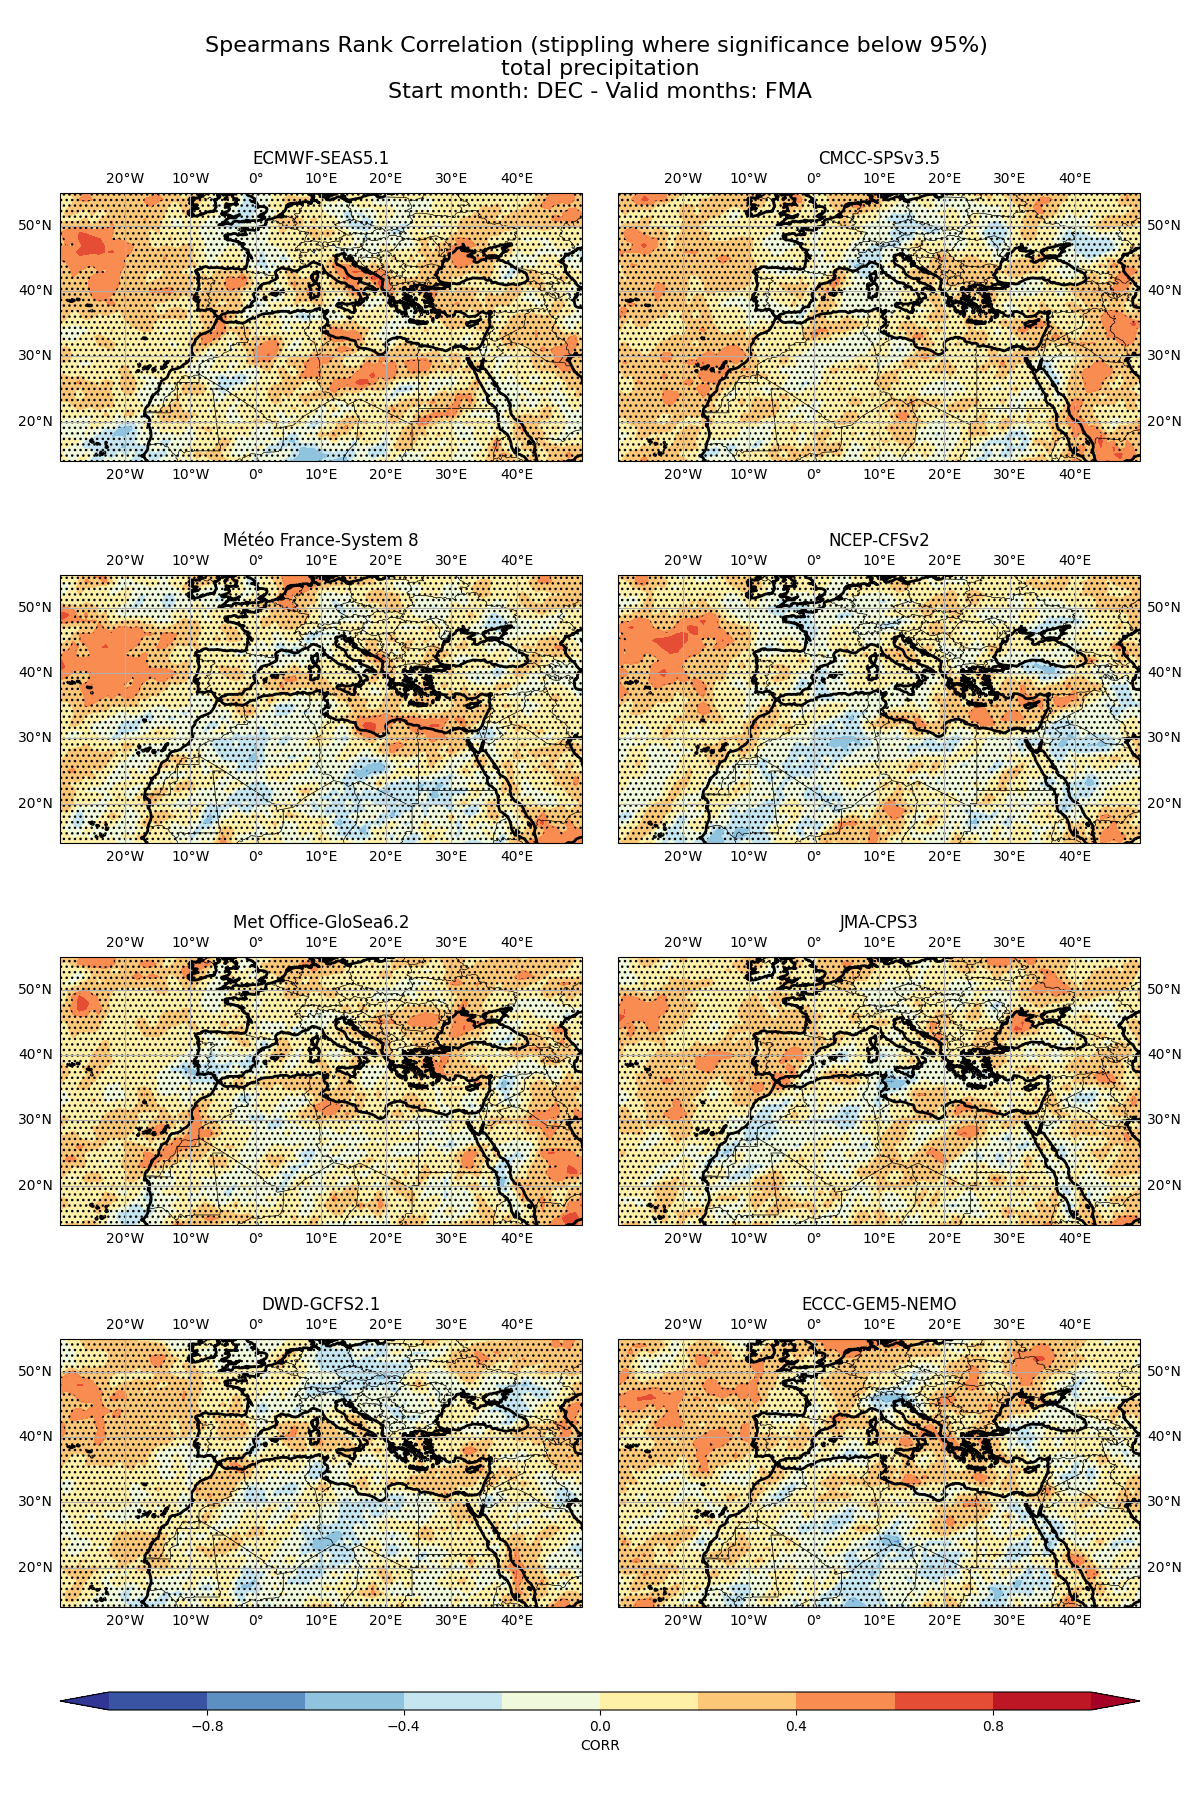 Spearmans Rank Correlation (stippling where significance below 95%)
total precipitation
Start month: DEC - Valid months: FMA
ECMWF-SEAS5.1
CMCC-SPSv3.5
20°W 10°W 0° 10°E 20°E 30°E 40°E
20°W 10°W 0° 10°E 20°E 30°E 40°E
50°N
50°N
40°N
40°N
30°N
30°N
20°N
20°N
20°W 10°W 0° 10°E 20°E 30°E 40°E
20°W 10°W 0° 10°E 20°E 30°E 40°E
Météo France-System 8
NCEP-CFSv2
20°W 10°W 0° 10°E 20°E 30°E 40°E
20°W 10°W 0° 10°E 20°E 30°E 40°E
50°N
50°N
40°N
40°N
30°N
30°N
20°N
20°N
20°W 10°W 0° 10°E 20°E 30°E 40°E
20°W 10°W 0° 10°E 20°E 30°E 40°E
Met Office-GloSea6.2
JMA-CPS3
20°W 10°W 0° 10°E 20°E 30°E 40°E
20°W 10°W 0° 10°E 20°E 30°E 40°E
50°N
50°N
40°N
40°N
30°N
30°N
20°N
20°N
20°W 10°W 0° 10°E 20°E 30°E 40°E
20°W 10°W 0° 10°E 20°E 30°E 40°E
DWD-GCFS2.1
ECCC-GEM5-NEMO
20°W 10°W 0° 10°E 20°E 30°E 40°E
20°W 10°W 0° 10°E 20°E 30°E 40°E
50°N
50°N
40°N
40°N
30°N
30°N
20°N
20°N
20°W 10°W 0° 10°E 20°E 30°E 40°E
20°W 10°W 0° 10°E 20°E 30°E 40°E
−0.8 −0.4 0.0 0.4 0.8
CORR